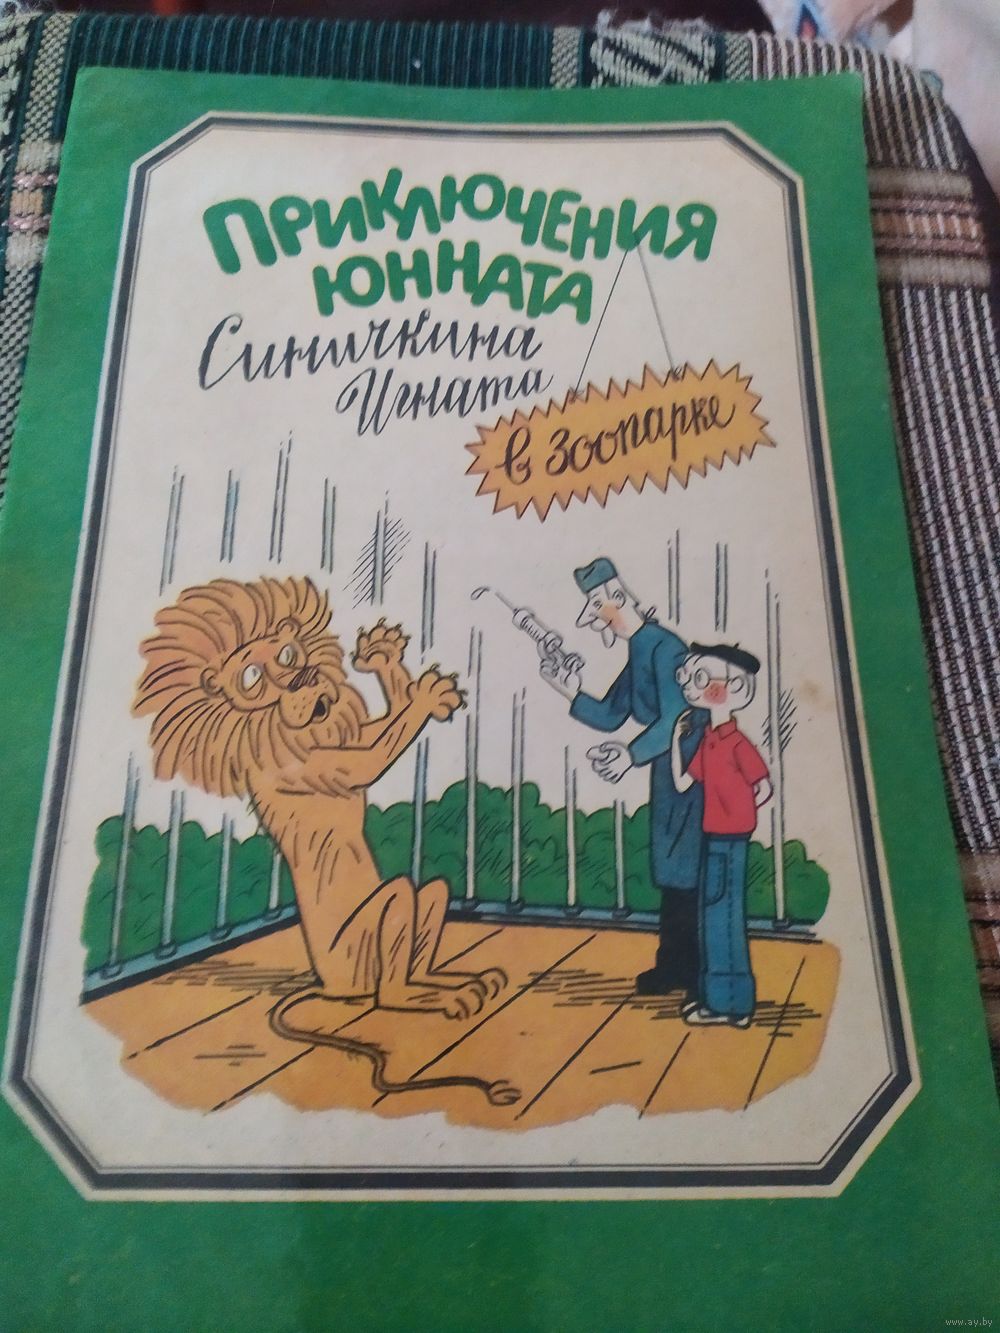 ПРИКЛЮЧЕНИЯ
ЮННАТА
Синичкина
Игната
в зоопарке
www.ay.by